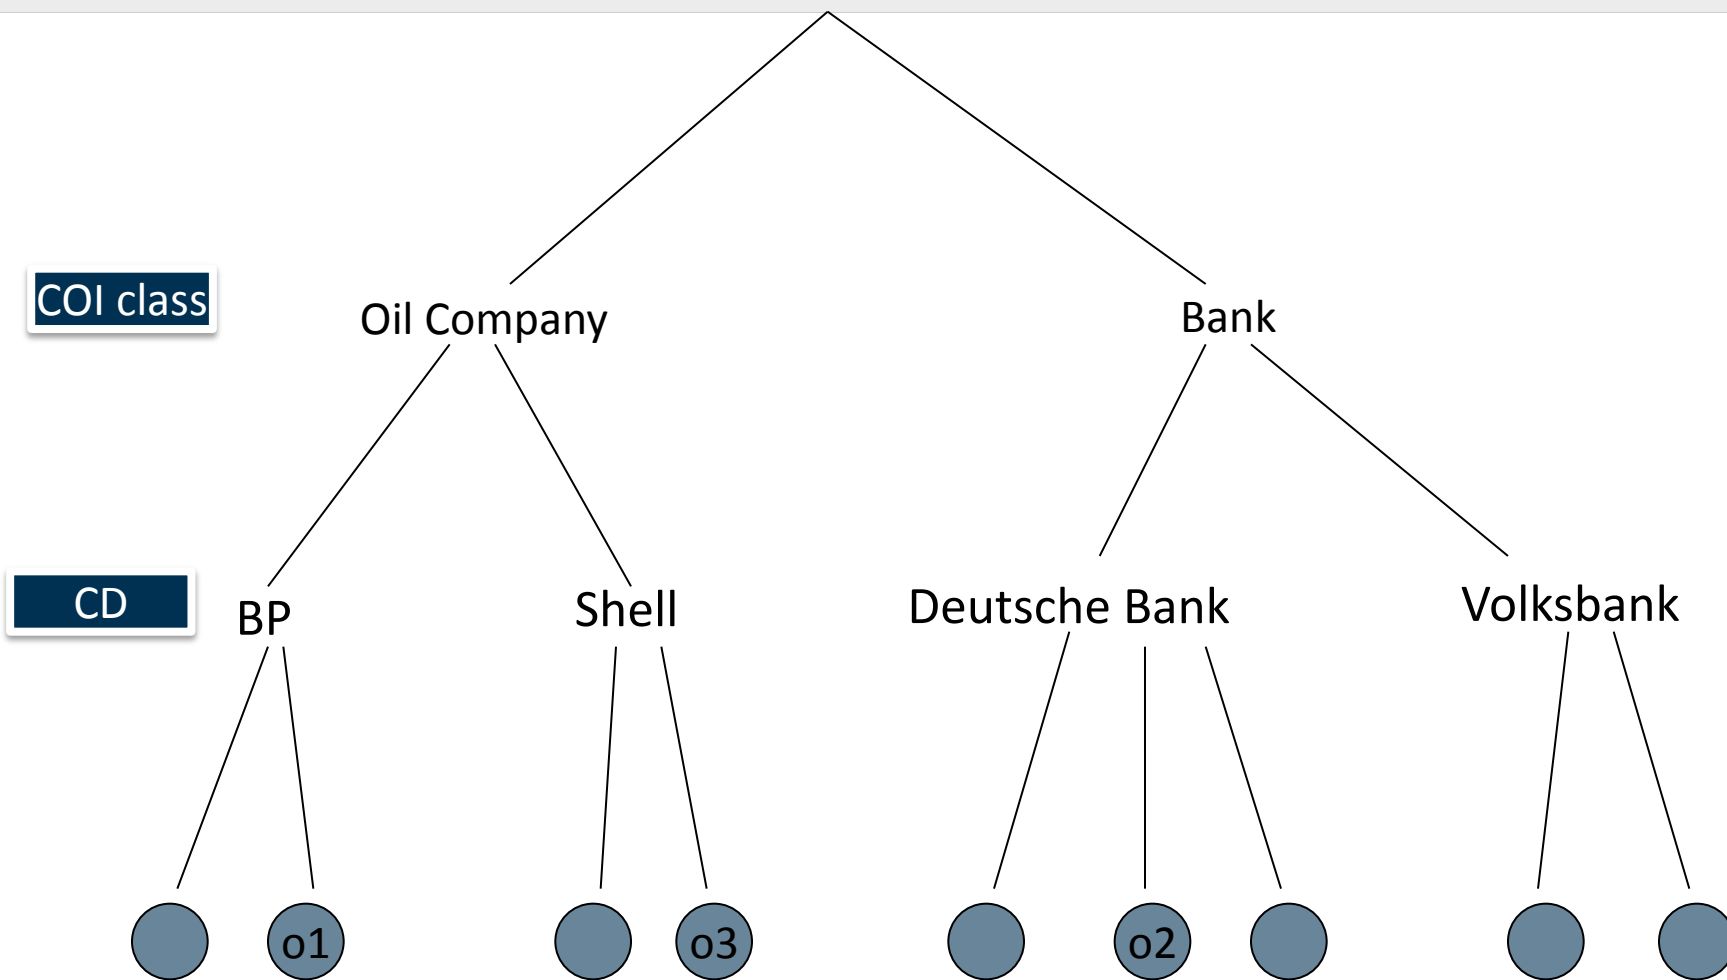 COI class
Oil Company
Bank
CD
BP
Shell
Deutsche Bank
Volksbank
o1
o3
o2